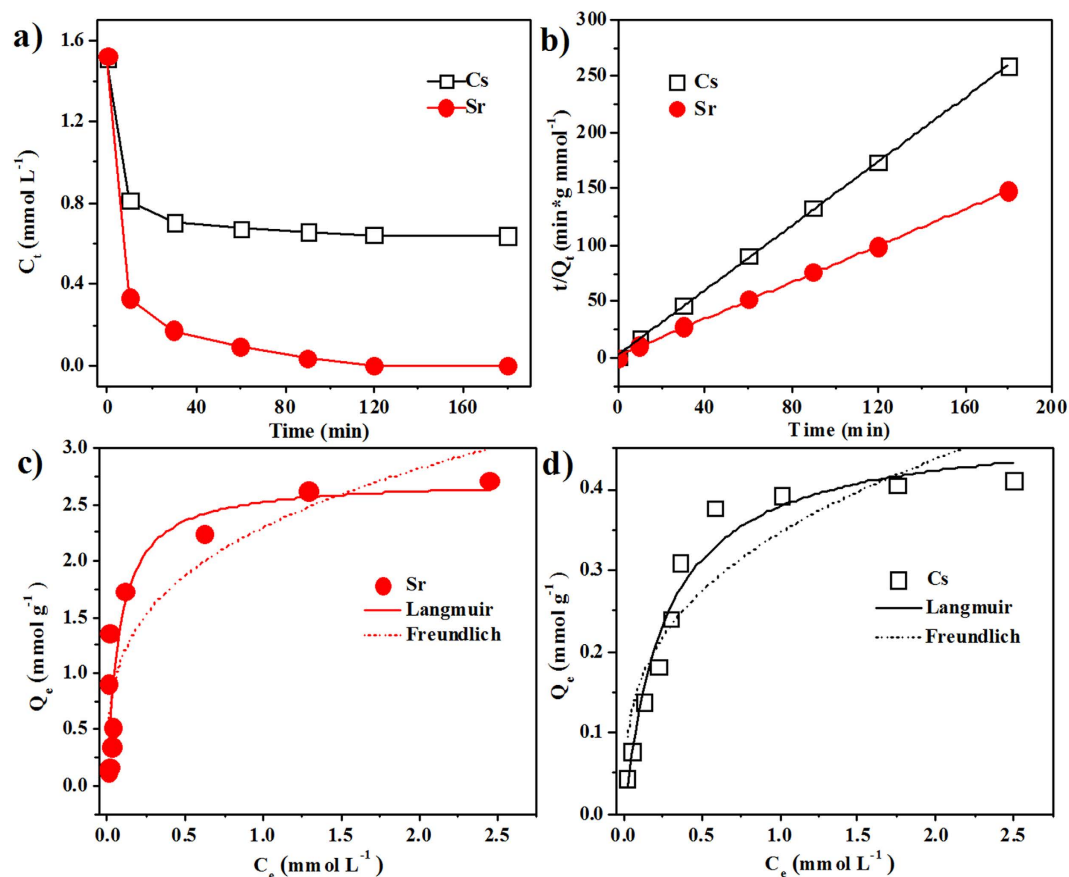 a)
1.6
1.2
0.8
0.4
0.0
C_t (mmol L^-1)
Cs
Sr
0
40
80
120
160
Time (min)
b)
300
250
200
150
100
50
0
t/Q_t (min*g mmol^-1)
Cs
Sr
0
40
80
120
160
200
Time (min)
c)
3.0
2.5
2.0
1.5
1.0
0.5
0.0
Q_e (mmol g^-1)
Sr
Langmuir
Freundlich
0.0
0.5
1.0
1.5
2.0
2.5
C_e (mmol L^-1)
d)
0.4
0.3
0.2
0.1
0.0
Q_e (mmol g^-1)
Cs
Langmuir
Freundlich
0.0
0.5
1.0
1.5
2.0
2.5
C_e (mmol L^-1)